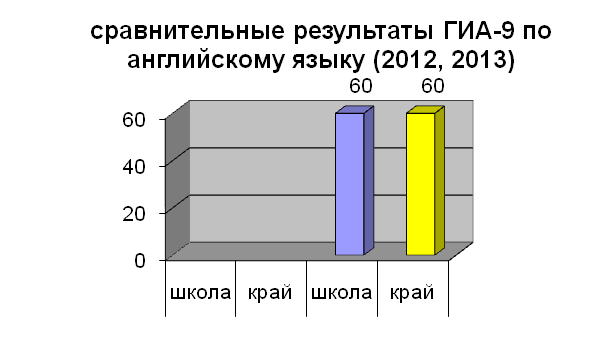 сравнительные результаты ГИА-9 по
английскому языку (2012, 2013)
60 60
60
40
20
0
школа край школа край